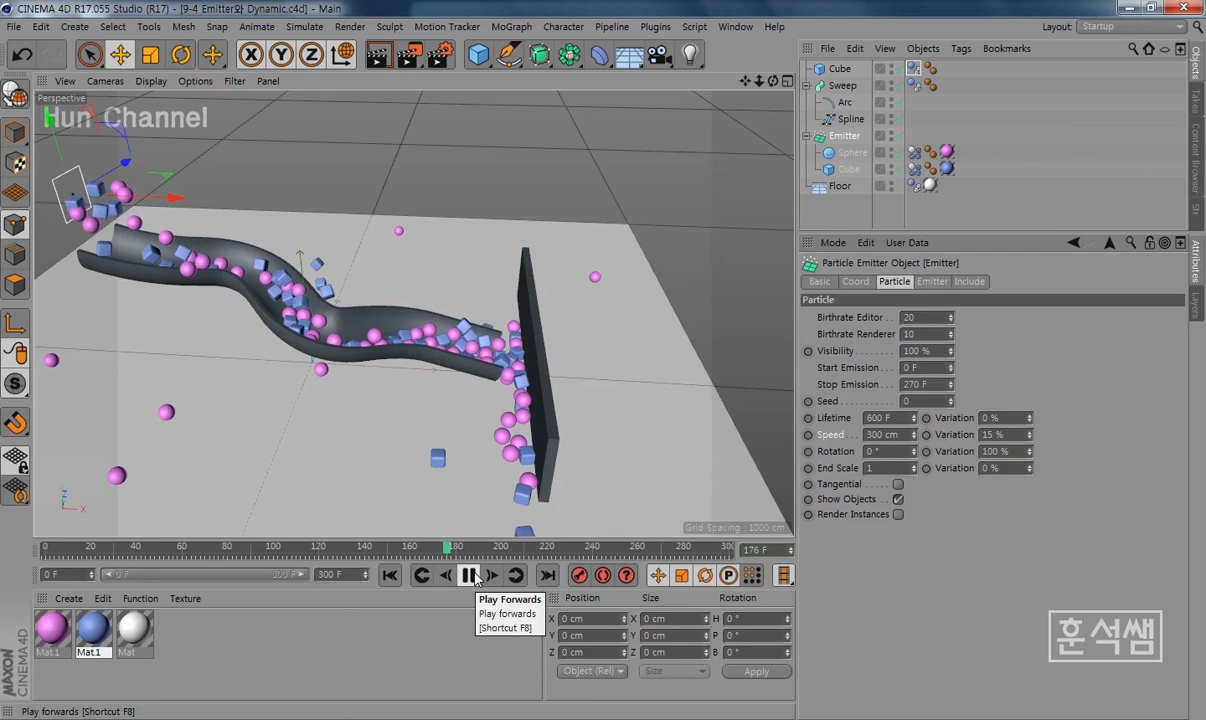 CINEMA 4D R17.055 Studio (R17) - [9-4 Emitter와 Dynamic.c4d] - Main
File Edit Create Select Tools Mesh Snap Animate Simulate Render Sculpt Motion Tracker MoGraph Character Pipeline Plugins Script Window Help
Layout: Startup
X Y Z
View Cameras Display Options Filter Panel
Perspective
Hun Channel
Grid Spacing : 1000 cm
0 20 40 60 80 100 120 140 160 180 200 220 240 260 280 300
176 F
0 F 0 F 300 F 300 F
Play Forwards
Play forwards
[Shortcut F8]
Create Edit Function Texture
Mat.1 Mat.1 Mat
Position Size Rotation
X 0 cm X 0 cm H 0 °
Y 0 cm Y 0 cm P 0 °
Z 0 cm Z 0 cm B 0 °
Object (Rel) Size Apply
MAXON CINEMA 4D
Play forwards [Shortcut F8]
File Edit View Objects Tags Bookmarks
Cube
Sweep
Arc
Spline
Emitter
Sphere
Cube
Floor
Objects
Takes
Content Browser
Attributes
Layers
Mode Edit User Data
Particle Emitter Object [Emitter]
Basic Coord. Particle Emitter Include
Particle
Birthrate Editor 20
Birthrate Renderer 10
Visibility 100 %
Start Emission 0 F
Stop Emission 270 F
Seed 0
Lifetime 600 F Variation 0 %
Speed 300 cm Variation 15 %
Rotation 0 ° Variation 100 %
End Scale 1 Variation 0 %
Tangential
Show Objects
Render Instances
훈석쌤